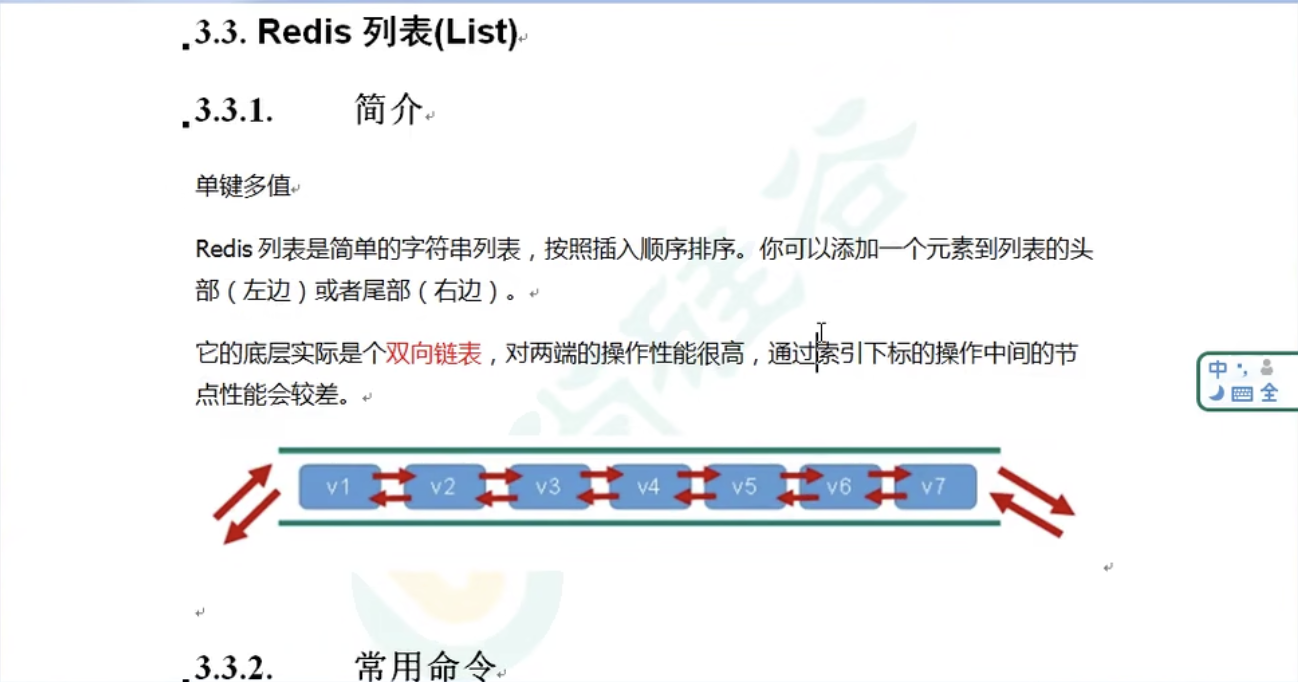 3.3. Redis 列表(List)
3.3.1. 简介
单键多值
Redis 列表是简单的字符串列表，按照插入顺序排序。你可以添加一个元素到列表的头
部（左边）或者尾部（右边）。
它的底层实际是个双向链表，对两端的操作性能很高，通过索引下标的操作中间的节
点性能会较差。
v1 v2 v3 v4 v5 v6 v7
3.3.2. 常用命令
尚硅谷
中 全